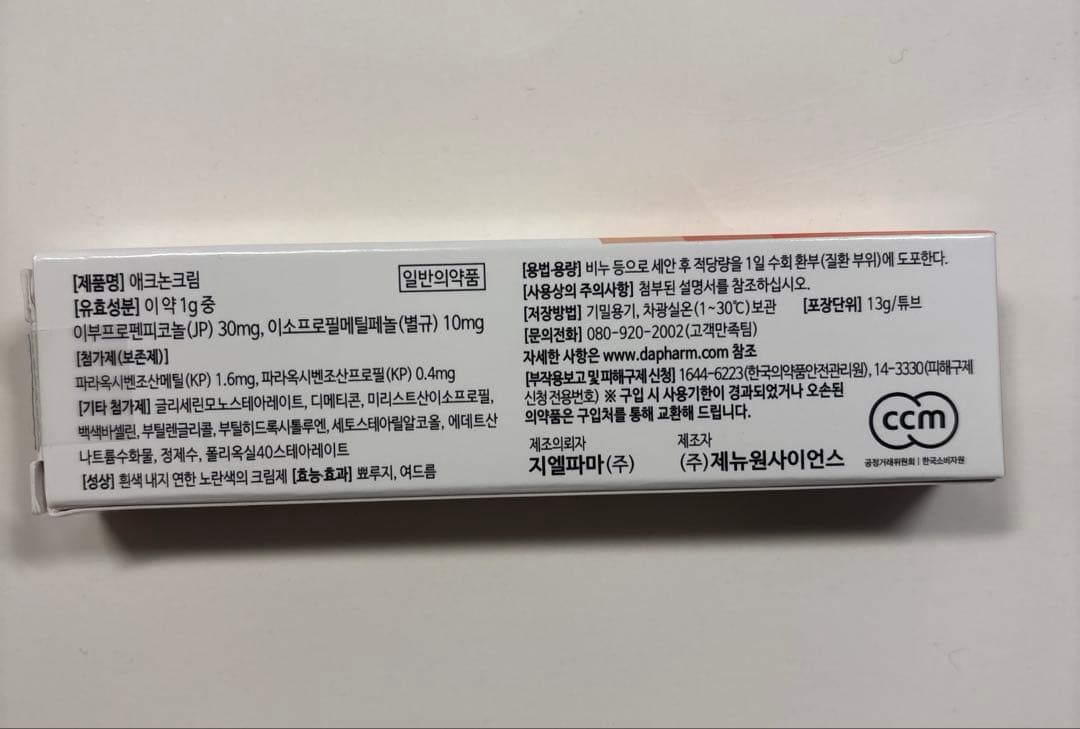 [제품명] 애크논크림
일반의약품
[유효성분] 이 약 1g 중
이부프로펜피코놀(JP) 30mg, 이소프로필메틸페놀(별규) 10mg
[첨가제(보존제)]
파라옥시벤조산메틸(KP) 1.6mg, 파라옥시벤조산프로필(KP) 0.4mg
[기타 첨가제] 글리세린모노스테아레이트, 디메티콘, 미리스트산이소프로필,
백색바셀린, 부틸렌글리콜, 부틸히드록시톨루엔, 세토스테아릴알코올, 에데트산
나트륨수화물, 정제수, 폴리옥실40스테아레이트
[성상] 흰색 내지 연한 노란색의 크림제 [효능효과] 뾰루지, 여드름
[용법·용량] 비누 등으로 세안 후 적당량을 1일 수회 환부(질환 부위)에 도포한다.
[사용상의 주의사항] 첨부된 설명서를 참조하십시오.
[저장방법] 기밀용기, 차광실온(1~30℃) 보관 [포장단위] 13g/튜브
[문의전화] 080-920-2002(고객만족팀)
자세한 사항은 www.dapharm.com 참조
[부작용보고 및 피해구제 신청] 1644-6223(한국의약품안전관리원), 14-3330(피해구제
신청 전용번호) ※ 구입 시 사용기한이 경과되었거나 오손된
의약품은 구입처를 통해 교환해 드립니다.
제조의뢰자 제조자
지엘파마(주) (주)제뉴원사이언스
ccm
공정거래위원회 | 한국소비자원